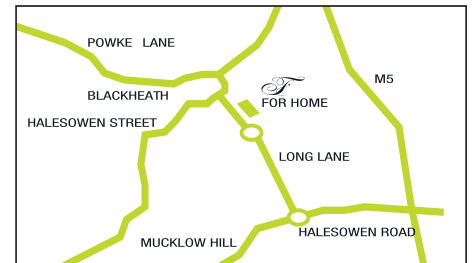 POWKE LANE
M5
BLACKHEATH
F
FOR HOME
HALESOWEN STREET
LONG LANE
HALESOWEN ROAD
MUCKLOW HILL